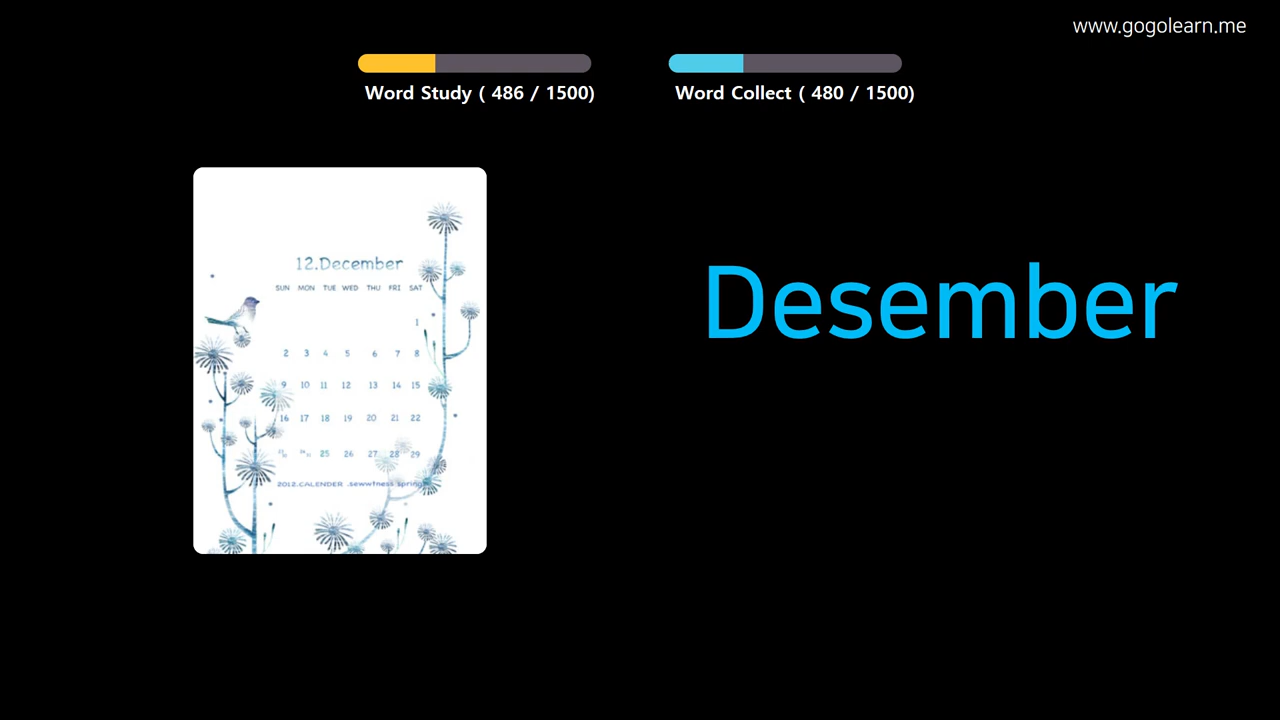 www.gogolearn.me
Word Study ( 486 / 1500)
Word Collect ( 480 / 1500)
12.December
SUN MON TUE WED THU FRI SAT
1
2 3 4 5 6 7 8
9 10 11 12 13 14 15
16 17 18 19 20 21 22
25 26 27 28 29
2012.CALENDER .sewwtness spring
Desember